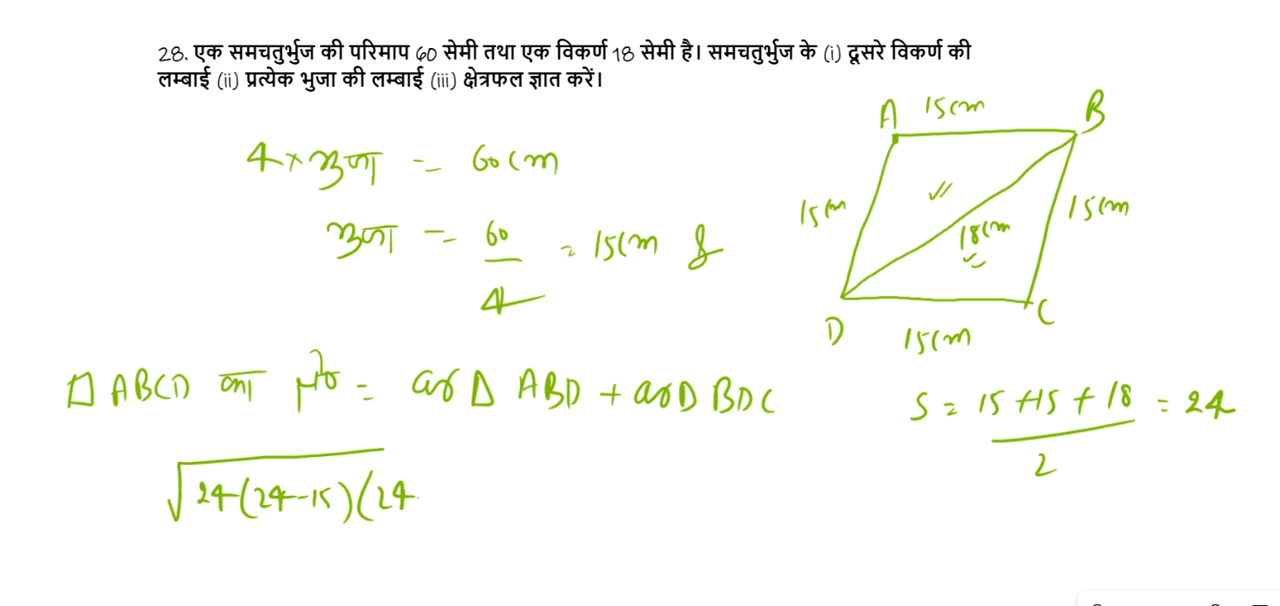 28. एक समचतुर्भुज की परिमाप 60 सेमी तथा एक विकर्ण 18 सेमी है। समचतुर्भुज के (i) दूसरे विकर्ण की
लम्बाई (ii) प्रत्येक भुजा की लम्बाई (iii) क्षेत्रफल ज्ञात करें।
A 15cm B
4 × भुजा = 60cm
15cm 18cm 15cm
भुजा = 60/4 = 15cm
D 15cm C
□ ABCD का = ar Δ ABD + ar Δ BDC
S = 15+15+18/2 = 24
√24(24-15)(24